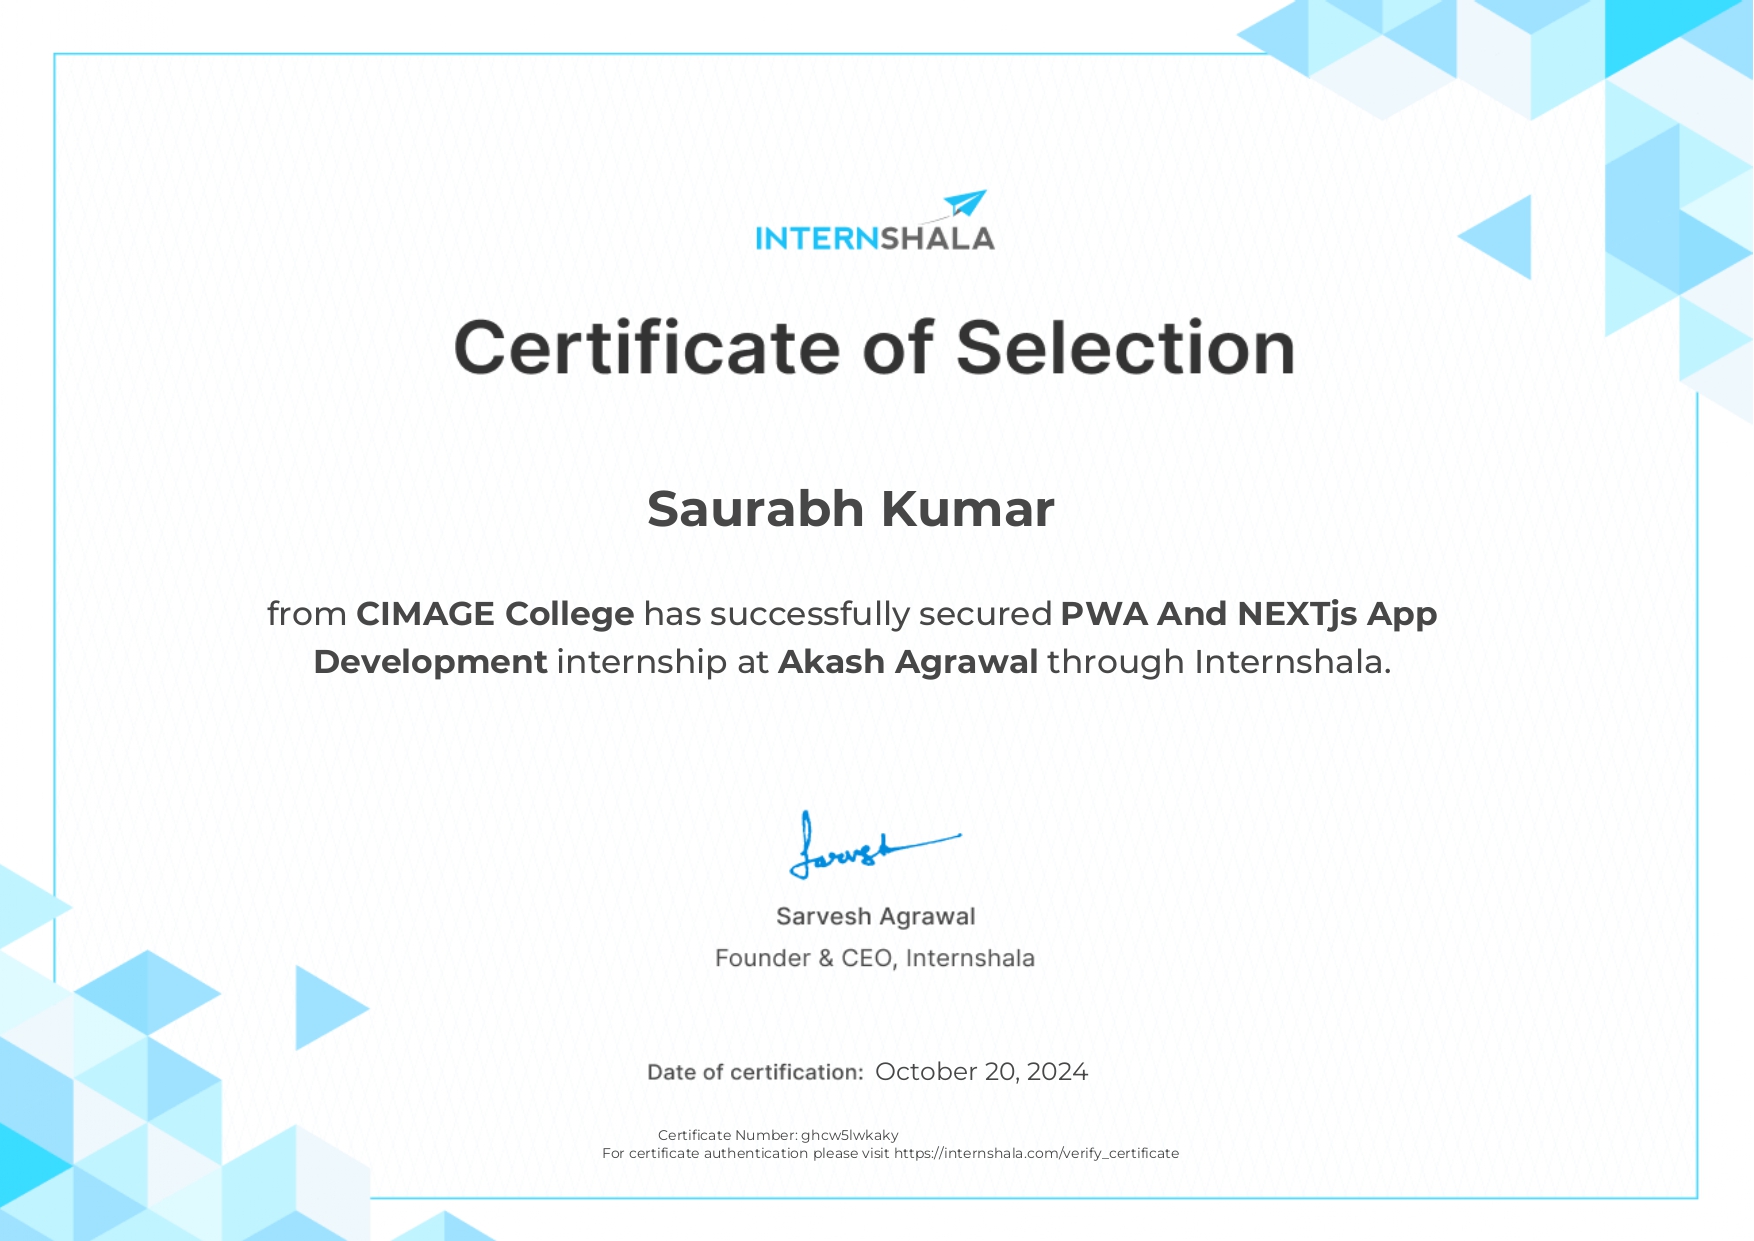 INTERNSHALA
Certificate of Selection
Saurabh Kumar
from CIMAGE College has successfully secured PWA And NEXTjs App
Development internship at Akash Agrawal through Internshala.
Sarvesh
Sarvesh Agrawal
Founder & CEO, Internshala
Date of certification: October 20, 2024
Certificate Number: ghcw5lwkaky
For certificate authentication please visit https://internshala.com/verify_certificate